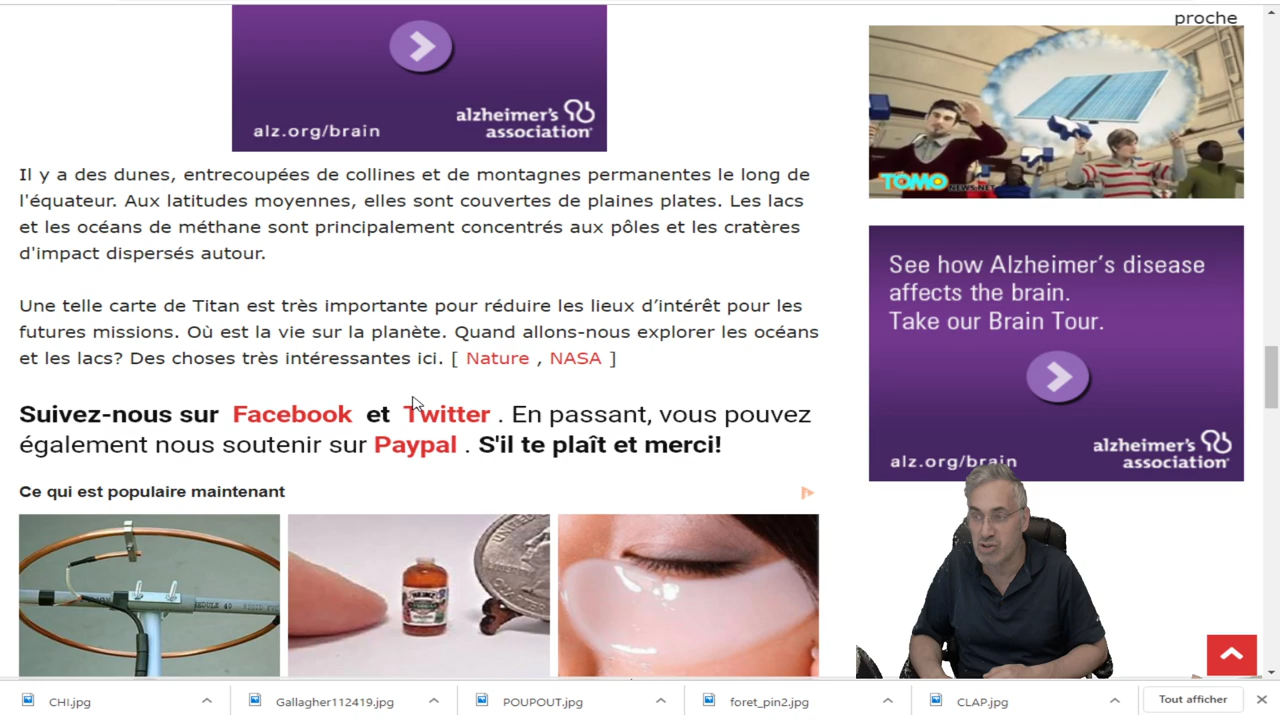 alz.org/brain
alzheimer's
association
Il y a des dunes, entrecoupées de collines et de montagnes permanentes le long de
l'équateur. Aux latitudes moyennes, elles sont couvertes de plaines plates. Les lacs
et les océans de méthane sont principalement concentrés aux pôles et les cratères
d'impact dispersés autour.
Une telle carte de Titan est très importante pour réduire les lieux d’intérêt pour les
futures missions. Où est la vie sur la planète. Quand allons-nous explorer les océans
et les lacs? Des choses très intéressantes ici. [ Nature , NASA ]
Suivez-nous sur Facebook et Twitter . En passant, vous pouvez
également nous soutenir sur Paypal . S'il te plaît et merci!
Ce qui est populaire maintenant
proche
TOMO NEWS.NET
See how Alzheimer’s disease
affects the brain.
Take our Brain Tour.
alz.org/brain
alzheimer's
association
CHI.jpg
Gallagher112419.jpg
POUPOUT.jpg
foret_pin2.jpg
CLAP.jpg
Tout afficher